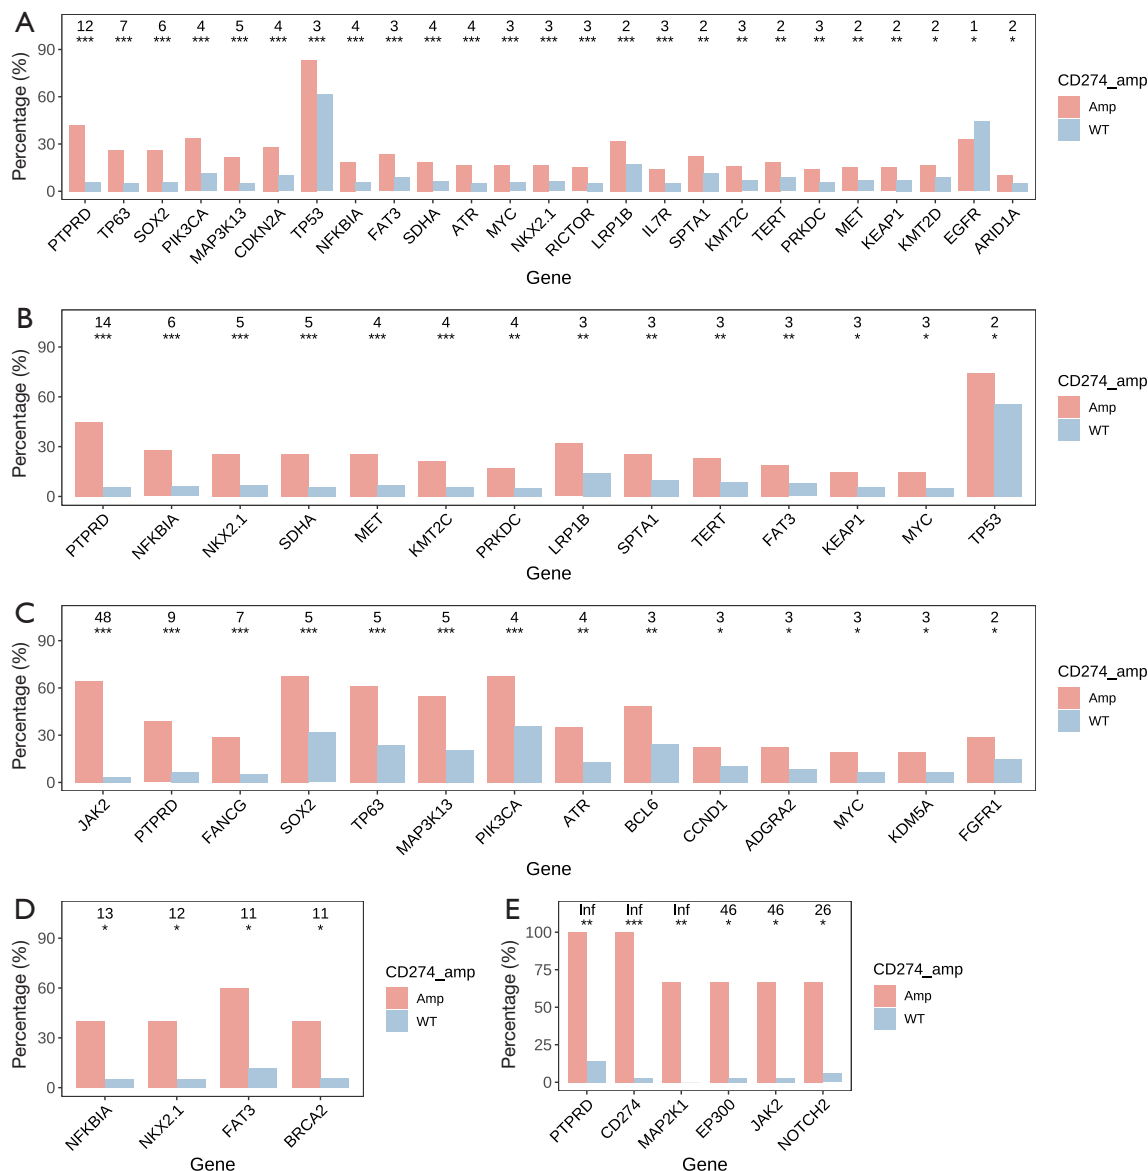 A
12 7 6 4 5 4 3 4 3 4 4 3 3 3 2 3 2 3 2 3 2 2 2 1 2
*** *** *** *** *** *** *** *** *** *** *** *** *** *** *** *** ** ** ** ** ** ** * * *
Percentage (%)
90
60
30
0
PTPRD TP63 SOX2 PIK3CA MAP3K13 CDKN2A TP53 NFKBIA FAT3 SDHA ATR MYC NKX2.1 RICTOR LRP1B IL7R SPTA1 KMT2C TERT PRKDC MET KEAP1 KMT2D EGFR ARID1A
Gene
CD274_amp
Amp
WT
B
14 6 5 5 4 4 4 3 3 3 3 3 3 2
*** *** *** *** *** *** ** ** ** ** ** * * *
Percentage (%)
90
60
30
0
PTPRD NFKBIA NKX2.1 SDHA MET KMT2C PRKDC LRP1B SPTA1 TERT FAT3 KEAP1 MYC TP53
Gene
CD274_amp
Amp
WT
C
48 9 7 5 5 5 4 4 3 3 3 3 3 2
*** *** *** *** *** *** *** ** ** * * * * *
Percentage (%)
90
60
30
0
JAK2 PTPRD FANCG SOX2 TP63 MAP3K13 PIK3CA ATR BCL6 CCND1 ADGRA2 MYC KDM5A FGFR1
Gene
CD274_amp
Amp
WT
D
13 12 11 11
* * * *
Percentage (%)
90
60
30
0
NFKBIA NKX2.1 FAT3 BRCA2
Gene
CD274_amp
Amp
WT
E
Inf Inf Inf 46 46 26
** *** ** * * *
Percentage (%)
100
75
50
25
0
PTPRD CD274 MAP2K1 EP300 JAK2 NOTCH2
Gene
CD274_amp
Amp
WT